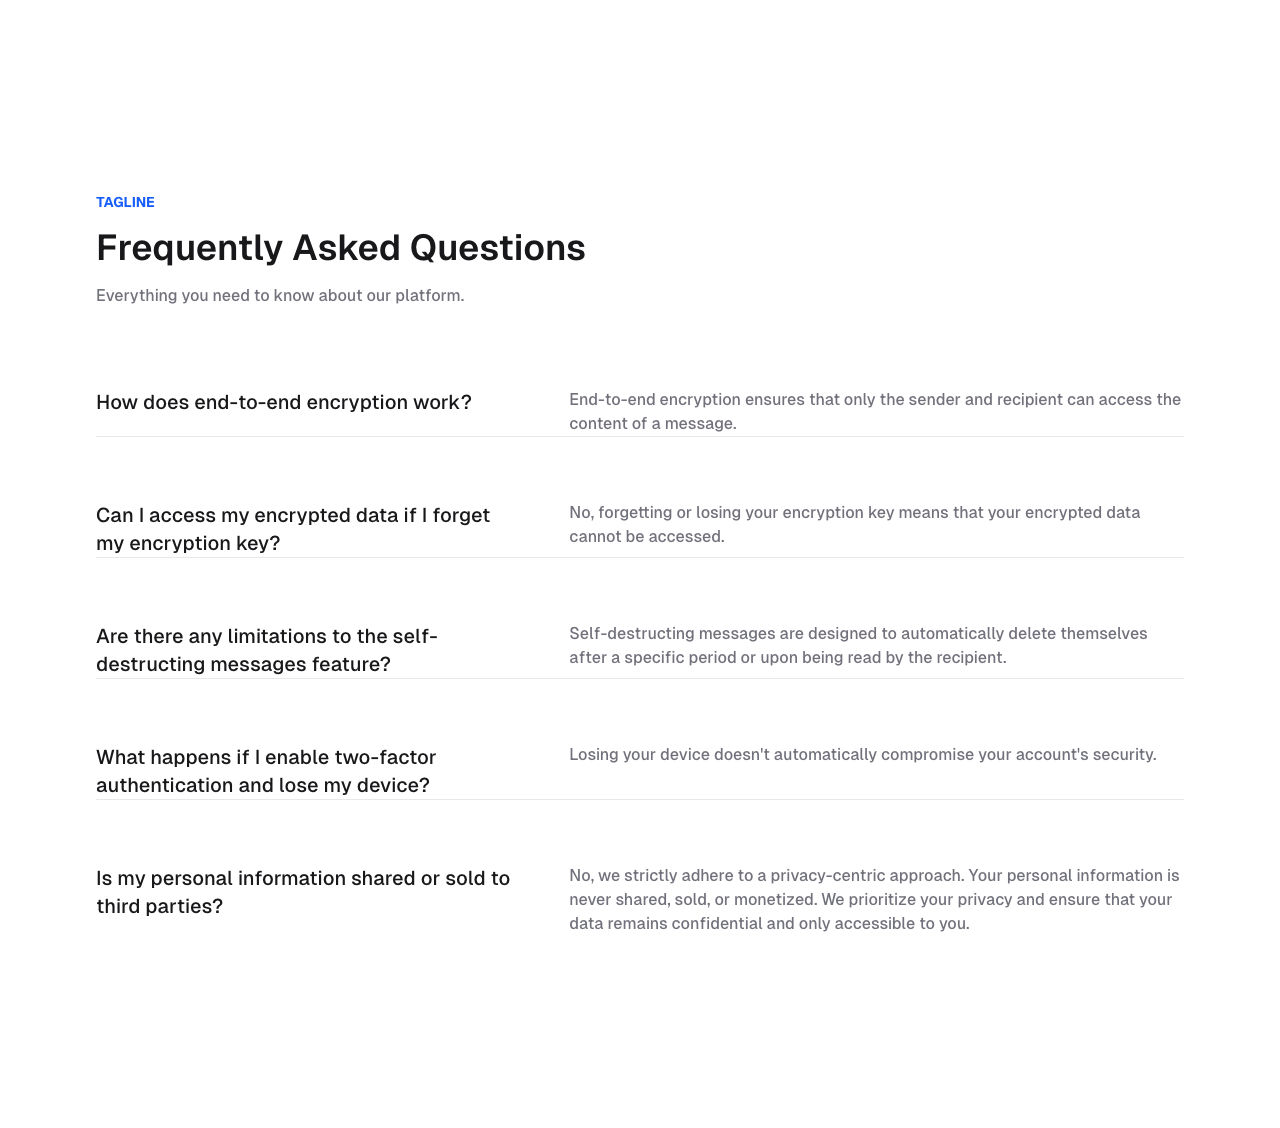 TAGLINE
Frequently Asked Questions
Everything you need to know about our platform.
How does end-to-end encryption work?
End-to-end encryption ensures that only the sender and recipient can access the
content of a message.
Can I access my encrypted data if I forget
my encryption key?
No, forgetting or losing your encryption key means that your encrypted data
cannot be accessed.
Are there any limitations to the self-
destructing messages feature?
Self-destructing messages are designed to automatically delete themselves
after a specific period or upon being read by the recipient.
What happens if I enable two-factor
authentication and lose my device?
Losing your device doesn't automatically compromise your account's security.
Is my personal information shared or sold to
third parties?
No, we strictly adhere to a privacy-centric approach. Your personal information is
never shared, sold, or monetized. We prioritize your privacy and ensure that your
data remains confidential and only accessible to you.